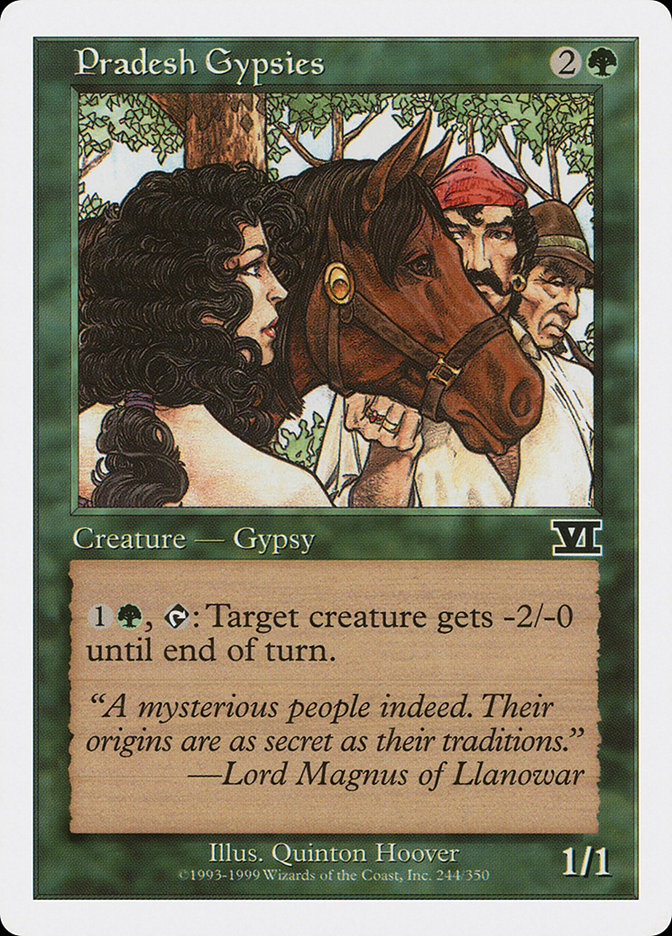 Pradesh Gypsies 2
Creature — Gypsy VI
1, : Target creature gets -2/-0
until end of turn.
“A mysterious people indeed. Their
origins are as secret as their traditions.”
—Lord Magnus of Llanowar
Illus. Quinton Hoover
©1993-1999 Wizards of the Coast, Inc. 244/350
1/1